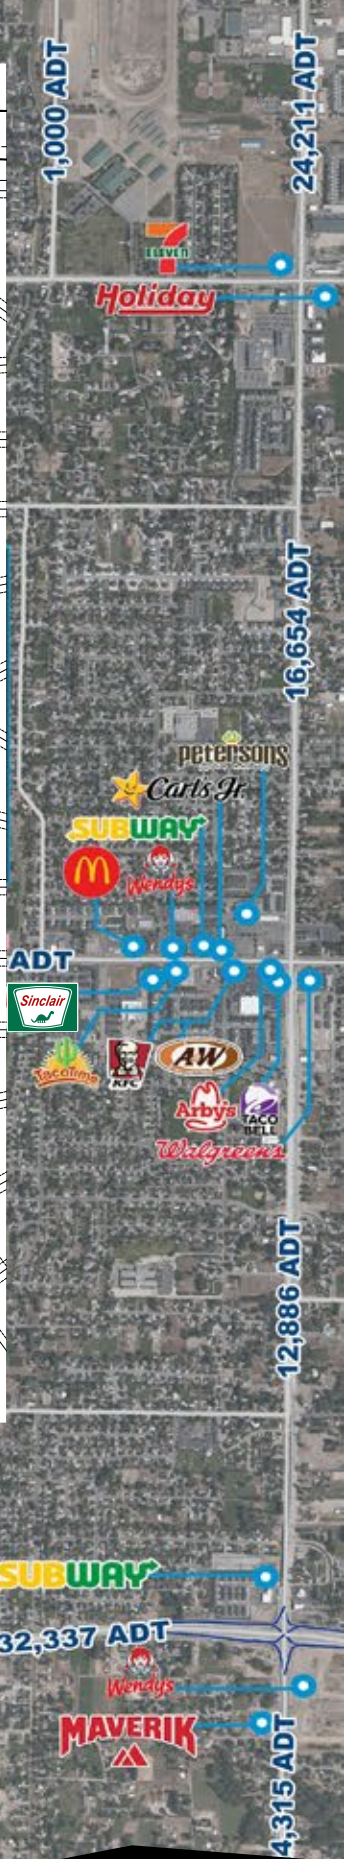 1,000 ADT
24,211 ADT
7
ELEVEN
Holiday
16,654 ADT
petersons
Carl's Jr.
SUBWAY
Wendy's
ADT
Sinclair
TacoTime
KFC
A&W
Arby's
TACO
BELL
Walgreens
12,886 ADT
SUBWAY
32,337 ADT
Wendy's
MAVERIK
4,315 ADT